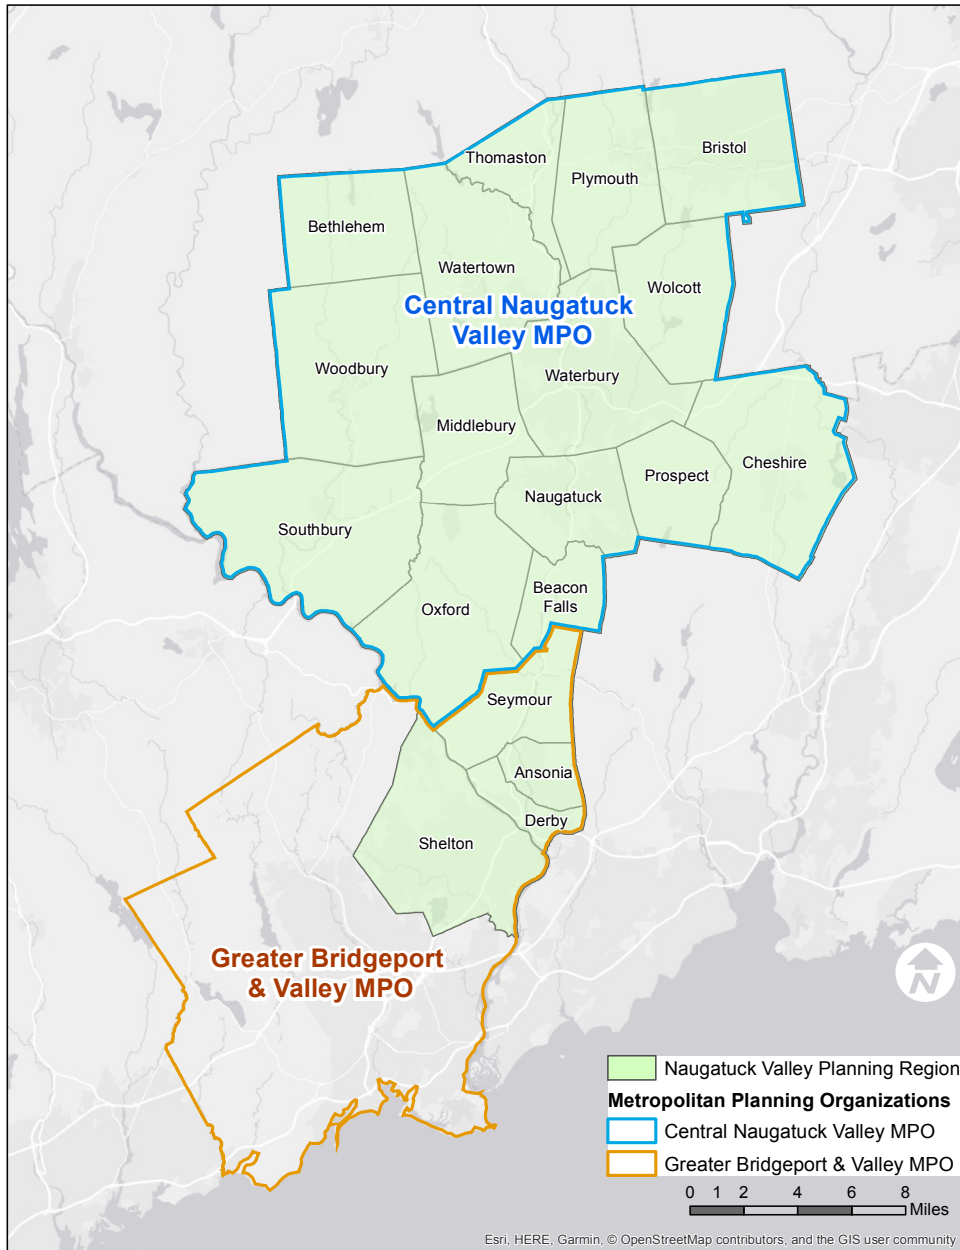 Thomaston
Bristol
Plymouth
Bethlehem
Watertown
Wolcott
Central Naugatuck
Valley MPO
Woodbury
Waterbury
Middlebury
Cheshire
Prospect
Naugatuck
Southbury
Beacon
Falls
Oxford
Seymour
Ansonia
Derby
Shelton
Greater Bridgeport
& Valley MPO
N
Naugatuck Valley Planning Region
Metropolitan Planning Organizations
Central Naugatuck Valley MPO
Greater Bridgeport & Valley MPO
0 1 2 4 6 8
Miles
Esri, HERE, Garmin, © OpenStreetMap contributors, and the GIS user community